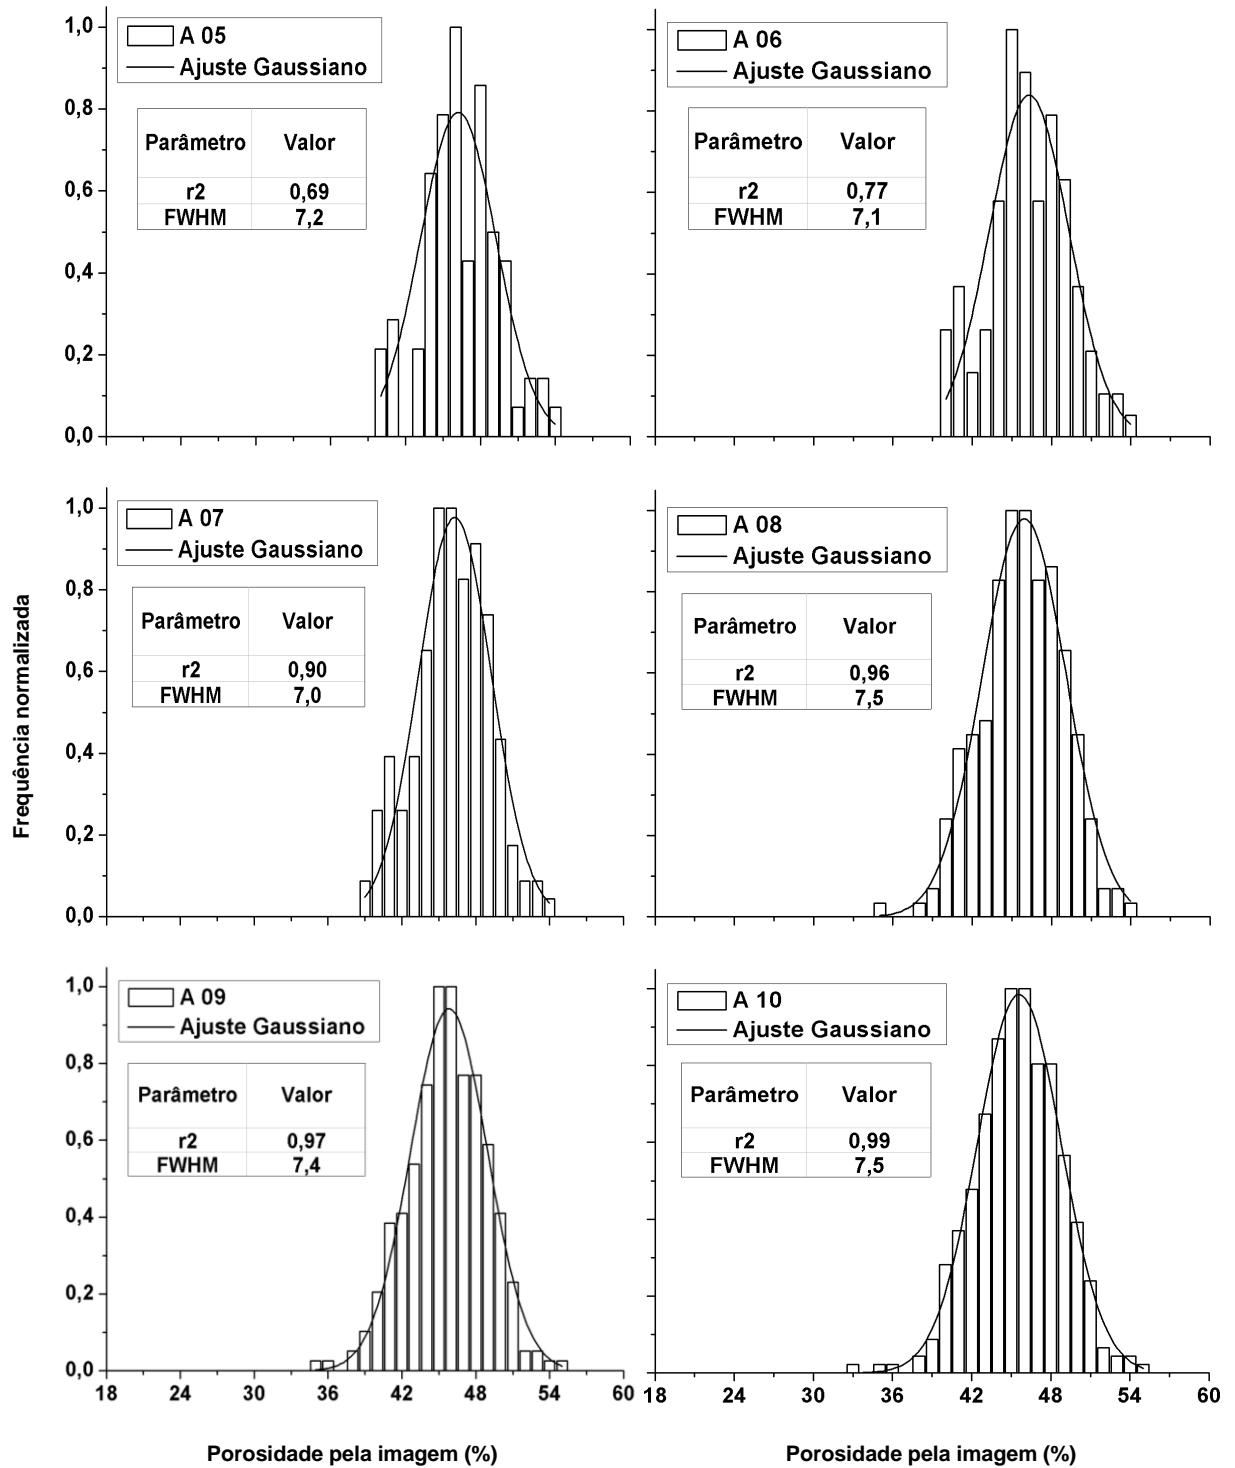 1,0
0,8
0,6
0,4
0,2
0,0
A 05
Ajuste Gaussiano
Parâmetro Valor
r2 0,69
FWHM 7,2
A 06
Ajuste Gaussiano
Parâmetro Valor
r2 0,77
FWHM 7,1
Frequência normalizada
1,0
0,8
0,6
0,4
0,2
0,0
A 07
Ajuste Gaussiano
Parâmetro Valor
r2 0,90
FWHM 7,0
A 08
Ajuste Gaussiano
Parâmetro Valor
r2 0,96
FWHM 7,5
1,0
0,8
0,6
0,4
0,2
0,0
A 09
Ajuste Gaussiano
Parâmetro Valor
r2 0,97
FWHM 7,4
18 24 30 36 42 48 54 60
A 10
Ajuste Gaussiano
Parâmetro Valor
r2 0,99
FWHM 7,5
18 24 30 36 42 48 54 60
Porosidade pela imagem (%)
Porosidade pela imagem (%)